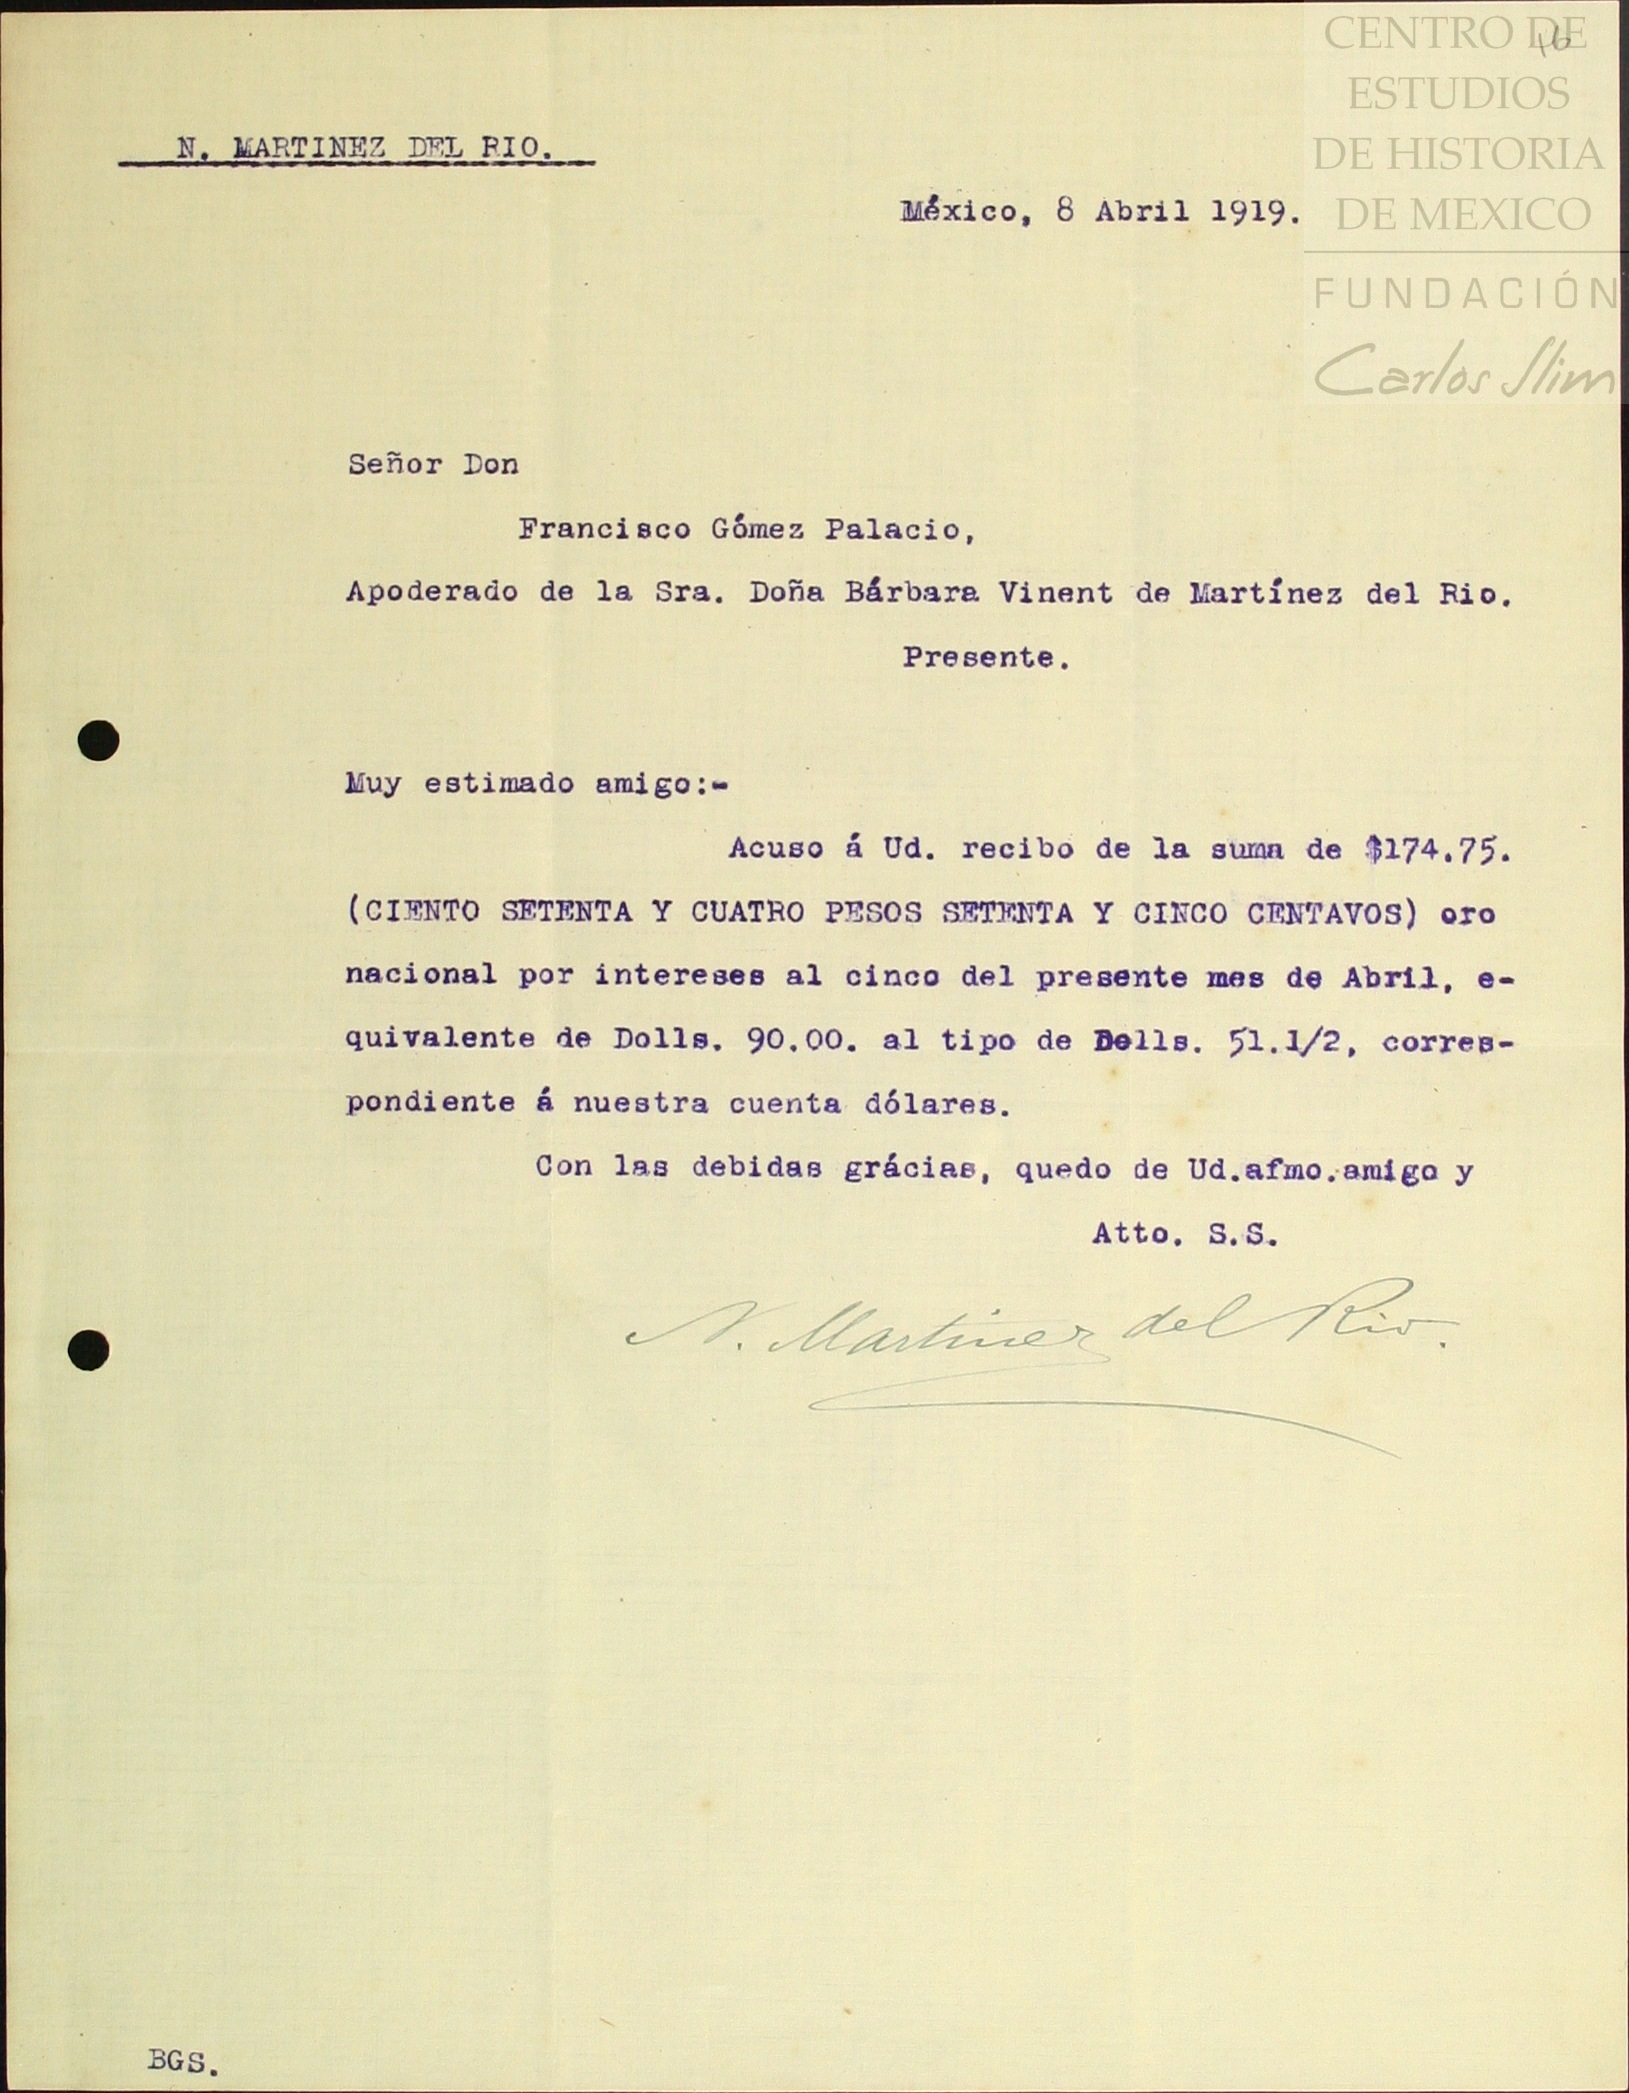 CENTRO DE
ESTUDIOS
DE HISTORIA
DE MEXICO
FUNDACIÓN
Carlos Slim
16
N. MARTINEZ DEL RIO.
México, 8 Abril 1919.
Señor Don
Francisco Gómez Palacio,
Apoderado de la Sra. Doña Bárbara Vinent de Martínez del Rio.
Presente.
Muy estimado amigo:-
Acuso á Ud. recibo de la suma de $174.75.
(CIENTO SETENTA Y CUATRO PESOS SETENTA Y CINCO CENTAVOS) oro
nacional por intereses al cinco del presente mes de Abril, e-
quivalente de Dolls. 90.00. al tipo de Dolls. 51.1/2, corres-
pondiente á nuestra cuenta dólares.
Con las debidas grácias, quedo de Ud.afmo.amigo y
Atto. S.S.
N. Martinez del Rio.
BGS.